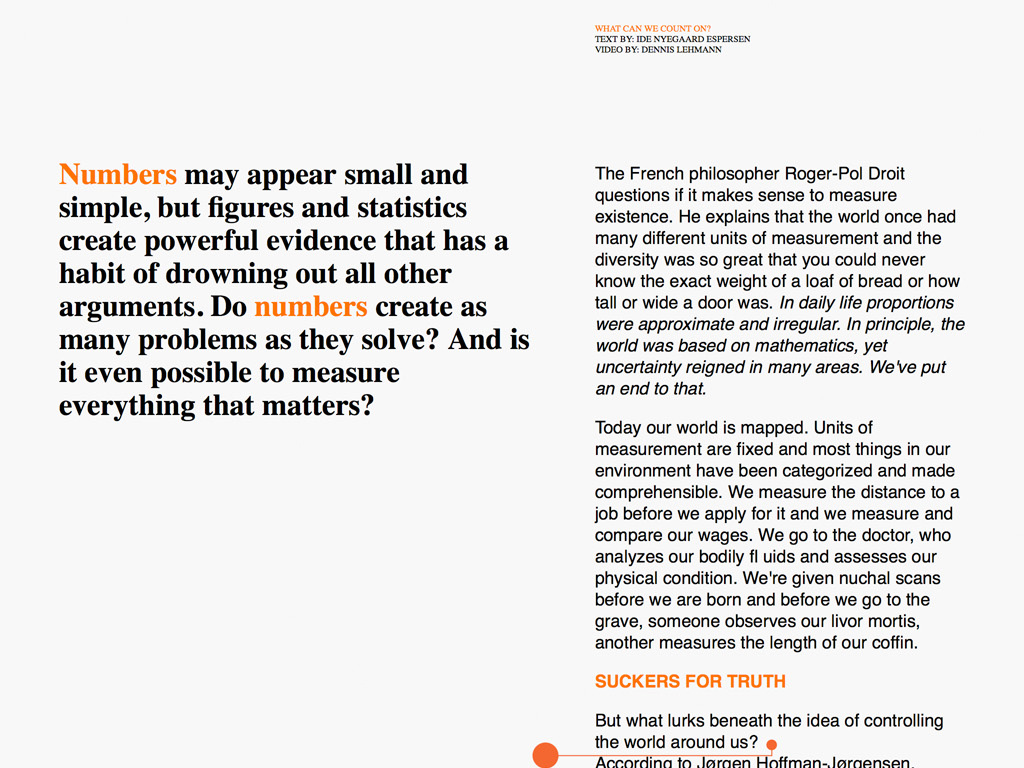 WHAT CAN WE COUNT ON?
TEXT BY: IDE NYEGAARD ESPERSEN
VIDEO BY: DENNIS LEHMANN
Numbers may appear small and
simple, but figures and statistics
create powerful evidence that has a
habit of drowning out all other
arguments. Do numbers create as
many problems as they solve? And is
it even possible to measure
everything that matters?
The French philosopher Roger-Pol Droit
questions if it makes sense to measure
existence. He explains that the world once had
many different units of measurement and the
diversity was so great that you could never
know the exact weight of a loaf of bread or how
tall or wide a door was. In daily life proportions
were approximate and irregular. In principle, the
world was based on mathematics, yet
uncertainty reigned in many areas. We've put
an end to that.
Today our world is mapped. Units of
measurement are fixed and most things in our
environment have been categorized and made
comprehensible. We measure the distance to a
job before we apply for it and we measure and
compare our wages. We go to the doctor, who
analyzes our bodily fl uids and assesses our
physical condition. We're given nuchal scans
before we are born and before we go to the
grave, someone observes our livor mortis,
another measures the length of our coffin.
SUCKERS FOR TRUTH
But what lurks beneath the idea of controlling
the world around us?
According to Jørgen Hoffman-Jørgensen,